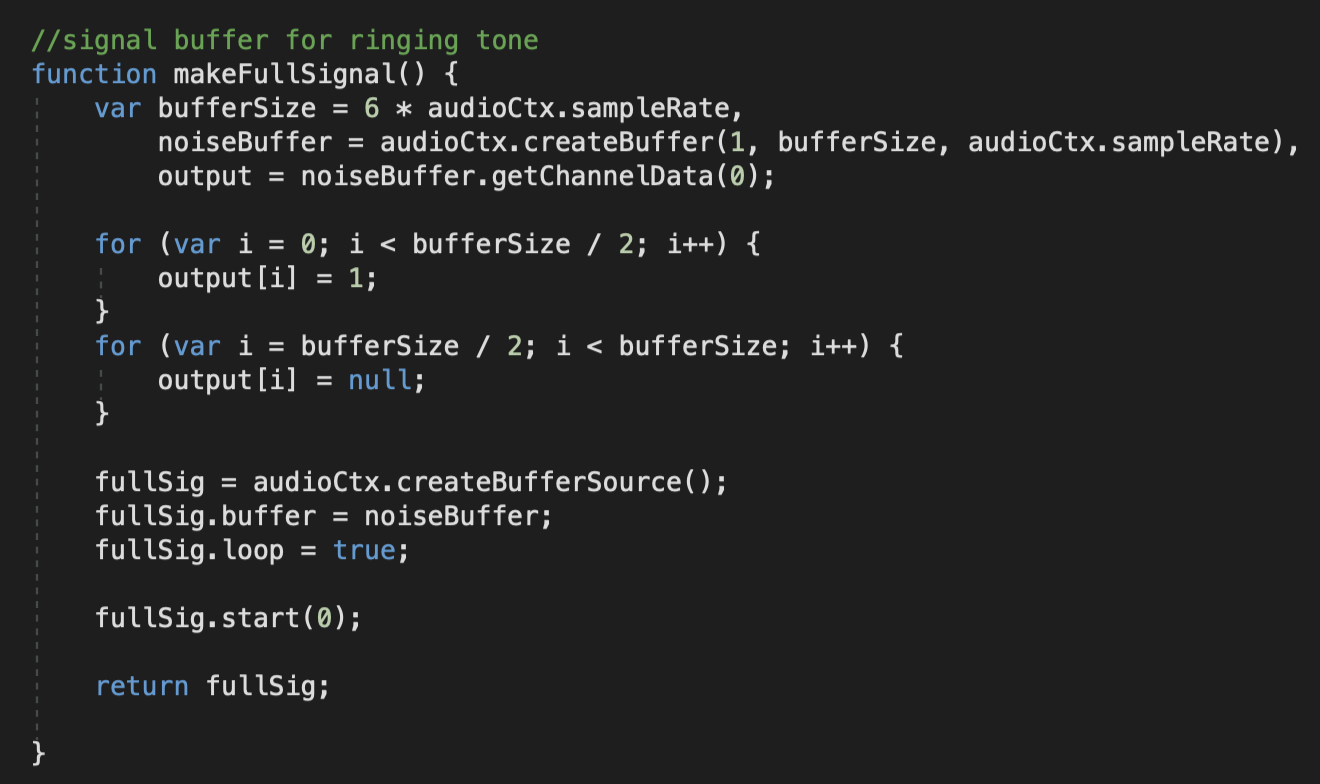 //signal buffer for ringing tone
function makeFullSignal() {
    var bufferSize = 6 * audioCtx.sampleRate,
        noiseBuffer = audioCtx.createBuffer(1, bufferSize, audioCtx.sampleRate),
        output = noiseBuffer.getChannelData(0);

    for (var i = 0; i < bufferSize / 2; i++) {
        output[i] = 1;
    }
    for (var i = bufferSize / 2; i < bufferSize; i++) {
        output[i] = null;
    }

    fullSig = audioCtx.createBufferSource();
    fullSig.buffer = noiseBuffer;
    fullSig.loop = true;

    fullSig.start(0);

    return fullSig;

}